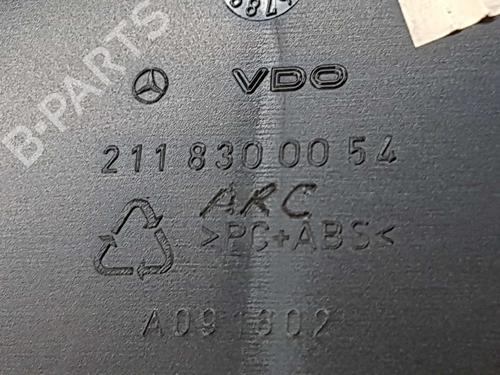 VDO
211 830 00 54
ARC
>PC+ABS<
B-PARTS